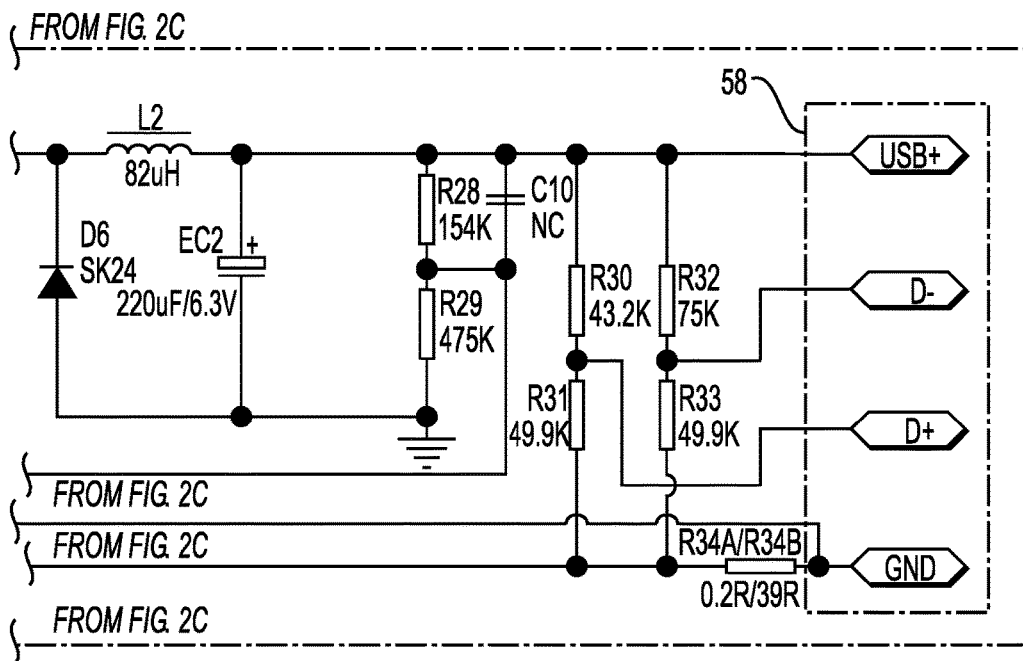 FROM FIG. 2C
58
L2
82uH
USB+
R28
154K
C10
NC
D6
SK24
EC2
+
220uF/6.3V
R29
475K
R30
43.2K
R32
75K
D-
R31
49.9K
R33
49.9K
D+
FROM FIG. 2C
FROM FIG. 2C
R34A/R34B
0.2R/39R
GND
FROM FIG. 2C